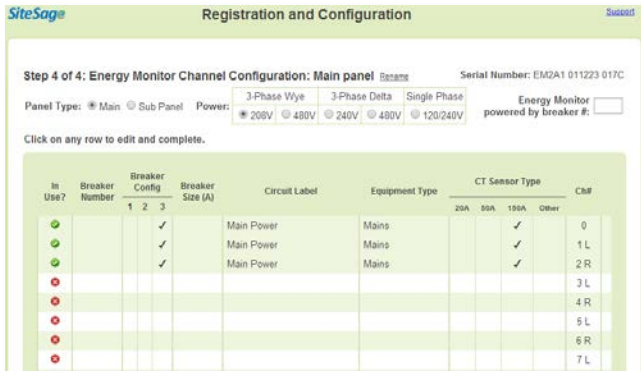 SiteSage
Registration and Configuration
Support
Step 4 of 4: Energy Monitor Channel Configuration: Main panel Rename
Serial Number: EM2A1 011223 017C
Panel Type: Main Sub Panel Power:
3-Phase Wye 3-Phase Delta Single Phase
208V 480V 240V 480V 120/240V
Energy Monitor
powered by breaker #:
Click on any row to edit and complete.
In Use? Breaker Number Breaker Config Breaker Size (A) Circuit Label Equipment Type CT Sensor Type Ch#
1 2 3 20A 50A 150A Other
✓ Main Power Mains ✓ 0
✓ Main Power Mains ✓ 1 L
✓ Main Power Mains ✓ 2 R
3 L
4 R
5 L
6 R
7 L